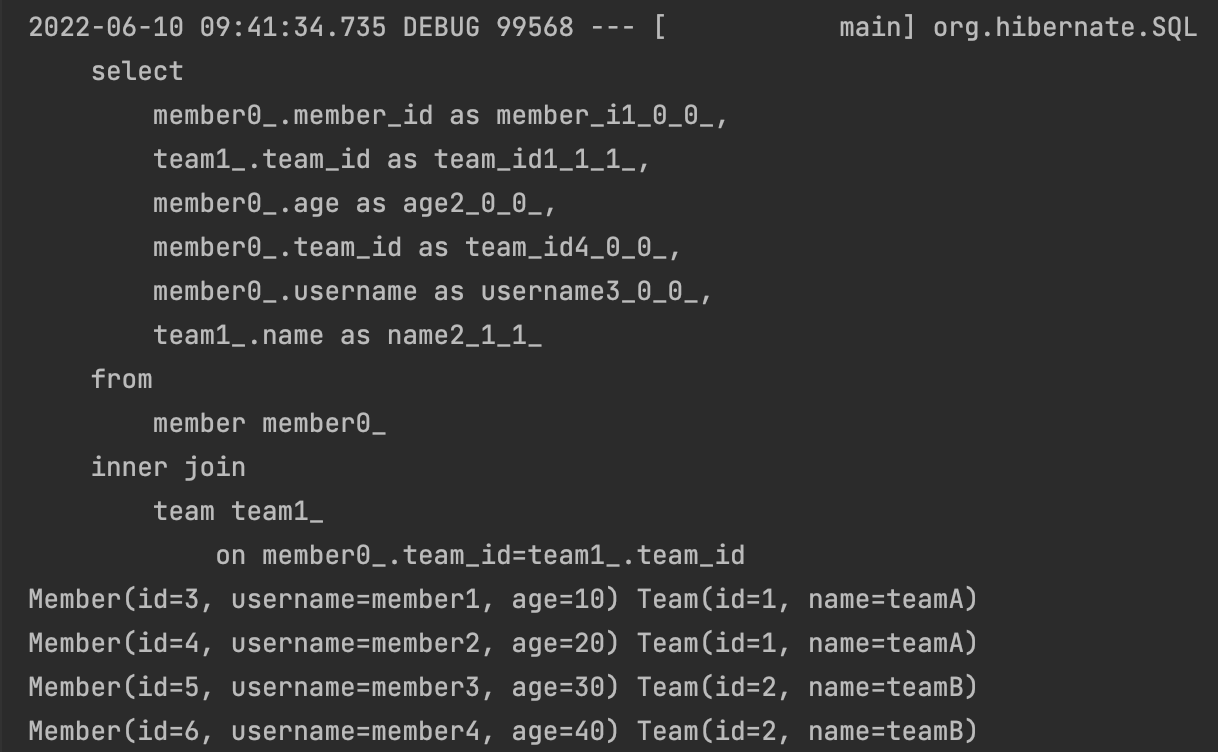 2022-06-10 09:41:34.735 DEBUG 99568 --- [           main] org.hibernate.SQL
    select
        member0_.member_id as member_i1_0_0_,
        team1_.team_id as team_id1_1_1_,
        member0_.age as age2_0_0_,
        member0_.team_id as team_id4_0_0_,
        member0_.username as username3_0_0_,
        team1_.name as name2_1_1_
    from
        member member0_
    inner join
        team team1_
            on member0_.team_id=team1_.team_id
Member(id=3, username=member1, age=10) Team(id=1, name=teamA)
Member(id=4, username=member2, age=20) Team(id=1, name=teamA)
Member(id=5, username=member3, age=30) Team(id=2, name=teamB)
Member(id=6, username=member4, age=40) Team(id=2, name=teamB)